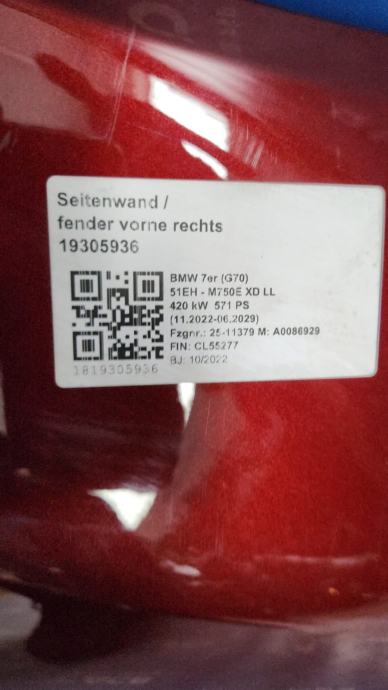 Seitenwand /
fender vorne rechts
19305936
BMW 7er (G70)
51EH - M750E XD LL
420 kW 571 PS
(11.2022-06.2029)
Fzgnr.: 25-11379 M: A0086929
FIN: CL55277
BJ: 10/2022
1819305936